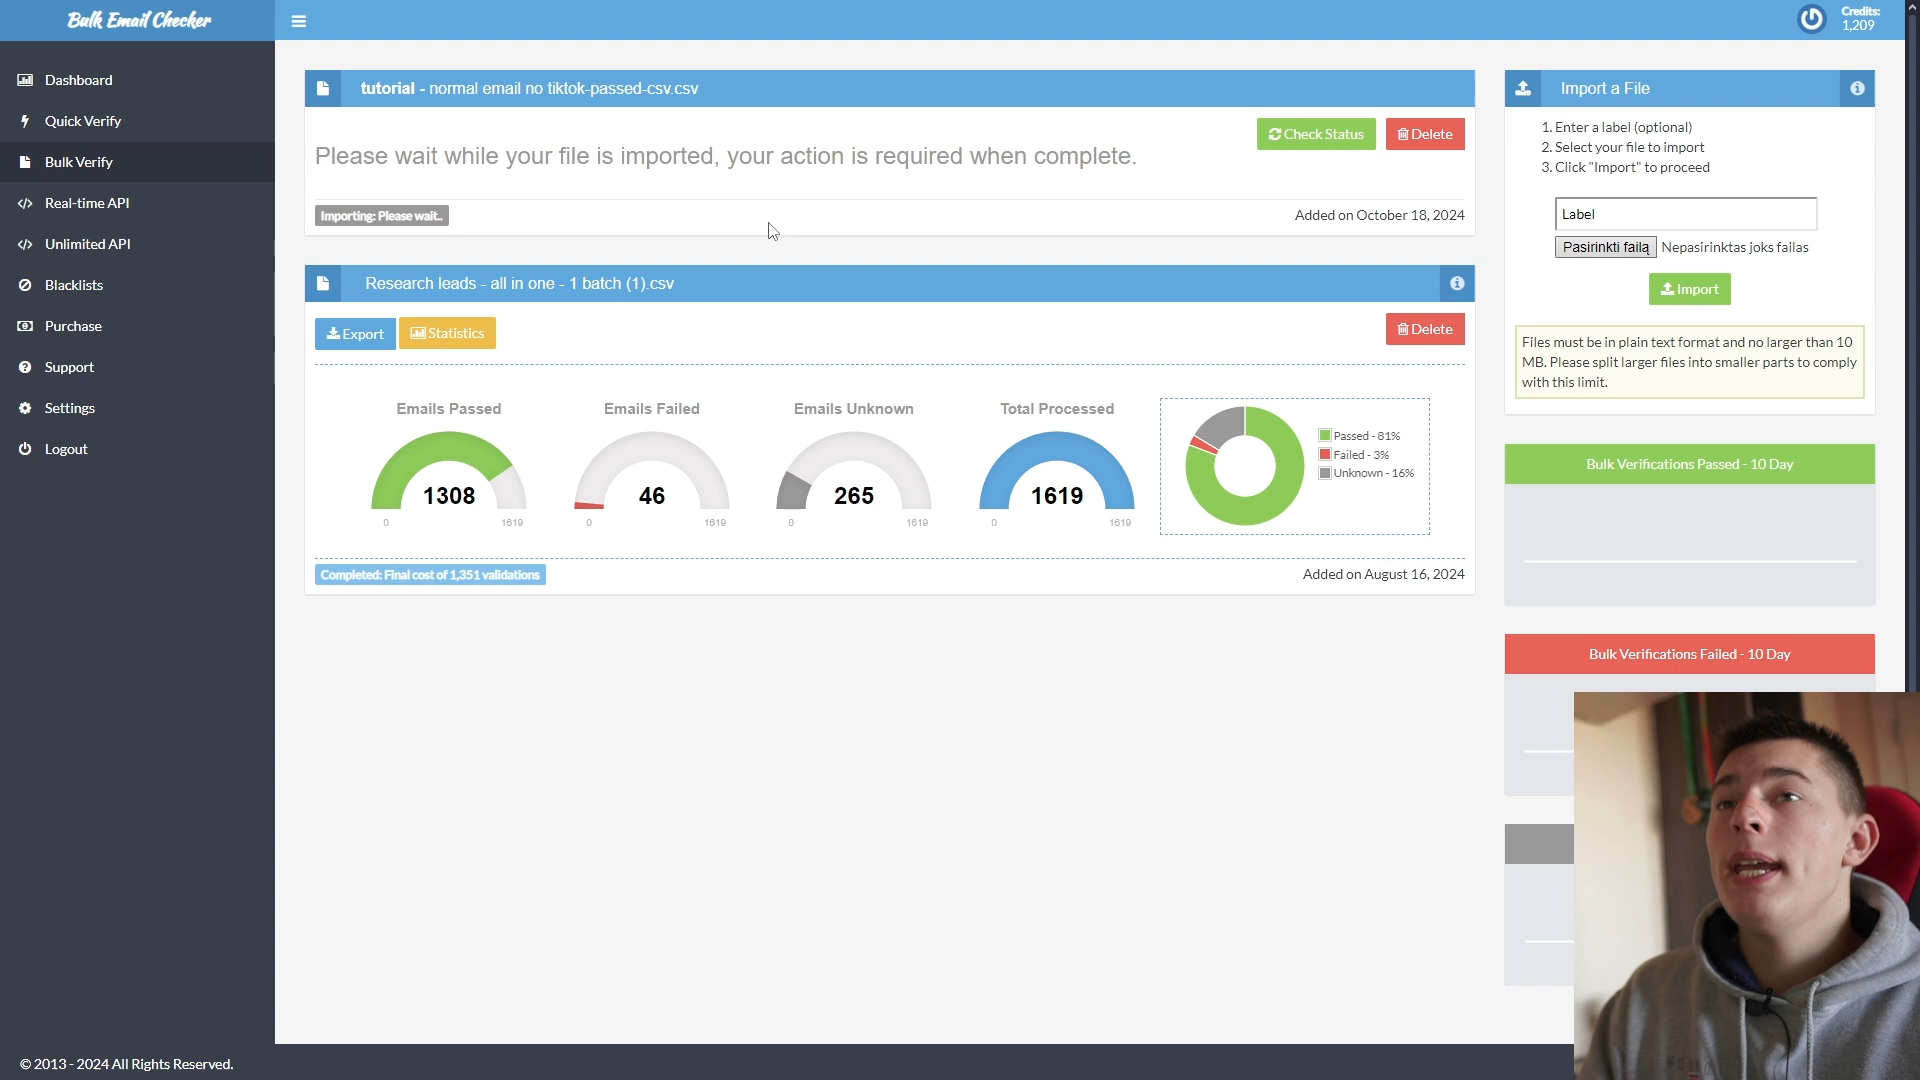 Bulk Email Checker
Credits:
1,209
Dashboard
Quick Verify
Bulk Verify
Real-time API
Unlimited API
Blacklists
Purchase
Support
Settings
Logout
© 2013 - 2024 All Rights Reserved.
tutorial - normal email no tiktok-passed-csv.csv
Check Status
Delete
Please wait while your file is imported, your action is required when complete.
Importing: Please wait..
Added on October 18, 2024
Research leads - all in one - 1 batch (1).csv
Export
Statistics
Delete
Emails Passed
Emails Failed
Emails Unknown
Total Processed
1308
46
265
1619
0
1619
0
1619
0
1619
0
1619
Passed - 81%
Failed - 3%
Unknown - 16%
Completed: Final cost of 1,351 validations
Added on August 16, 2024
Import a File
1. Enter a label (optional)
2. Select your file to import
3. Click "Import" to proceed
Label
Pasirinkti failą
Nepasirinktas joks failas
Import
Files must be in plain text format and no larger than 10
MB. Please split larger files into smaller parts to comply
with this limit.
Bulk Verifications Passed - 10 Day
Bulk Verifications Failed - 10 Day